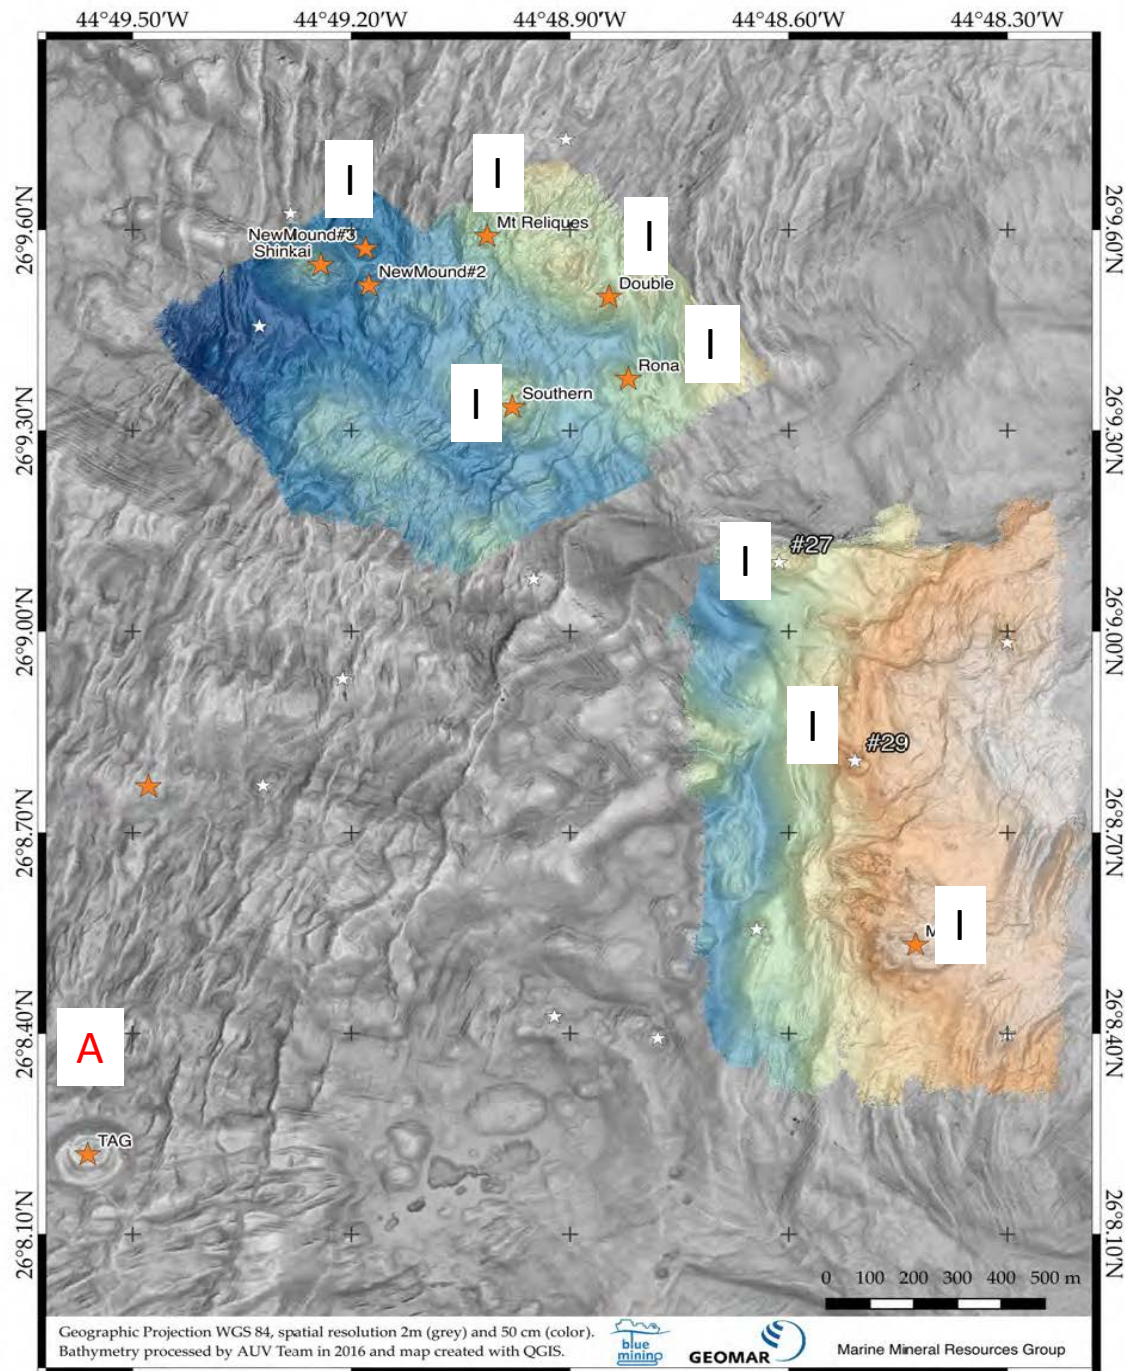 44°49.50'W 44°49.20'W 44°48.90'W 44°48.60'W 44°48.30'W
I
I
I
26°9.60'N
26°9.60'N
Mt Reliques
NewMound#3
Shinkai
NewMound#2
Double
I
Rona
I
Southern
26°9.30'N
26°9.30'N
I
#27
26°9.00'N
26°9.00'N
I
#29
26°8.70'N
26°8.70'N
I
26°8.40'N
26°8.40'N
A
TAG
26°8.10'N
26°8.10'N
0 100 200 300 400 500 m
Geographic Projection WGS 84, spatial resolution 2m (grey) and 50 cm (color).
Bathymetry processed by AUV Team in 2016 and map created with QGIS.
blue
mining
GEOMAR
Marine Mineral Resources Group